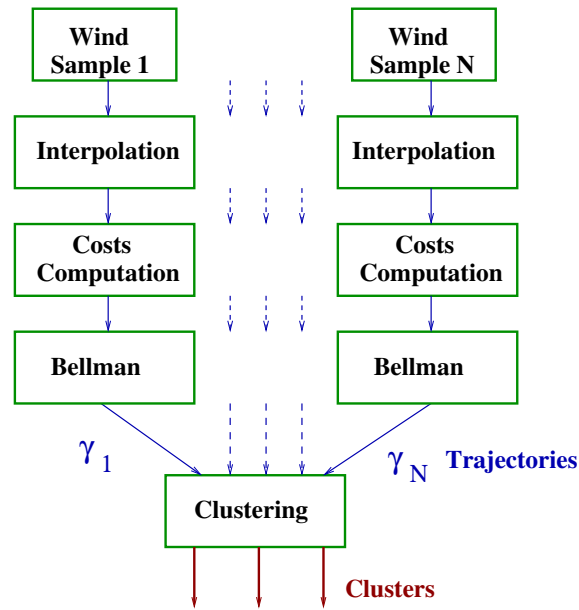 Wind
Sample 1
Wind
Sample N
Interpolation
Interpolation
Costs
Computation
Costs
Computation
Bellman
Bellman
γ1
γN Trajectories
Clustering
Clusters